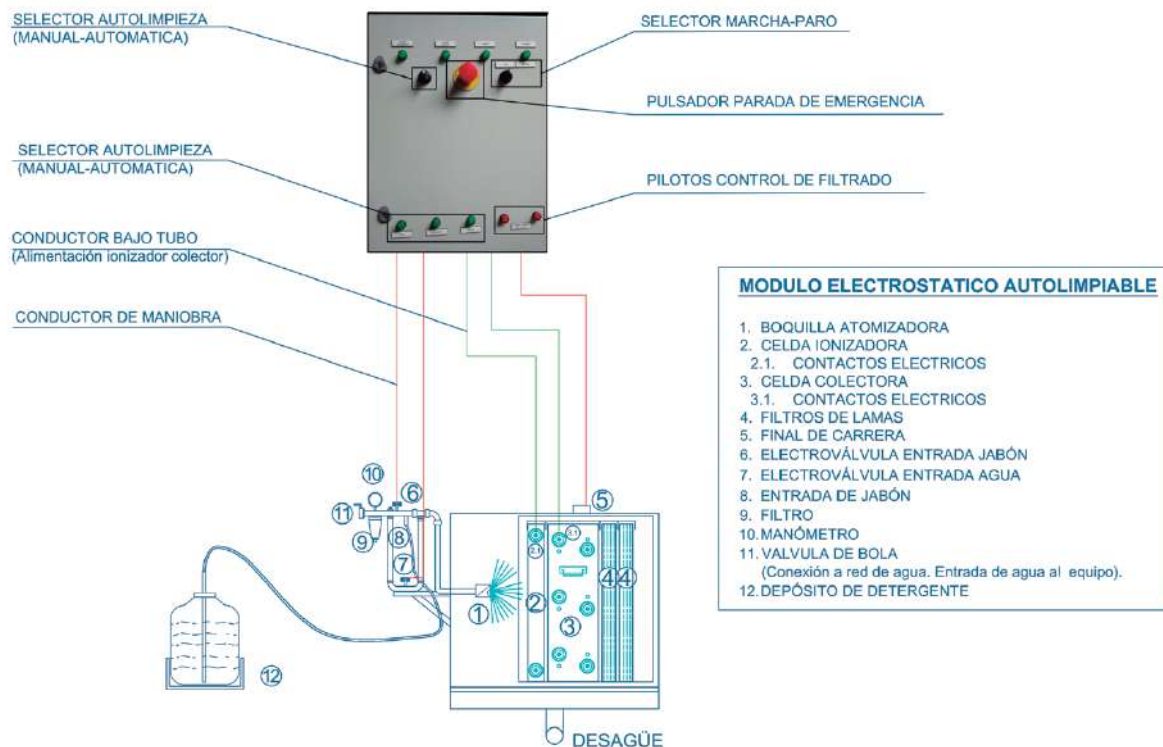 SELECTOR AUTOLIMPIEZA
(MANUAL-AUTOMATICA)
SELECTOR MARCHA-PARO
PULSADOR PARADA DE EMERGENCIA
SELECTOR AUTOLIMPIEZA
(MANUAL-AUTOMATICA)
PILOTOS CONTROL DE FILTRADO
CONDUCTOR BAJO TUBO
(Alimentación ionizador colector)
CONDUCTOR DE MANIOBRA
MODULO ELECTROSTATICO AUTOLIMPIABLE
1. BOQUILLA ATOMIZADORA
2. CELDA IONIZADORA
2.1. CONTACTOS ELECTRICOS
3. CELDA COLECTORA
3.1. CONTACTOS ELECTRICOS
4. FILTROS DE LAMAS
5. FINAL DE CARRERA
6. ELECTROVÁLVULA ENTRADA JABÓN
7. ELECTROVÁLVULA ENTRADA AGUA
8. ENTRADA DE JABÓN
9. FILTRO
10. MANÓMETRO
11. VALVULA DE BOLA
(Conexión a red de agua. Entrada de agua al equipo).
12. DEPÓSITO DE DETERGENTE
10
6
11
5
8
9
2.1
3.1
7
4 4
1
2
3
12
DESAGÜE